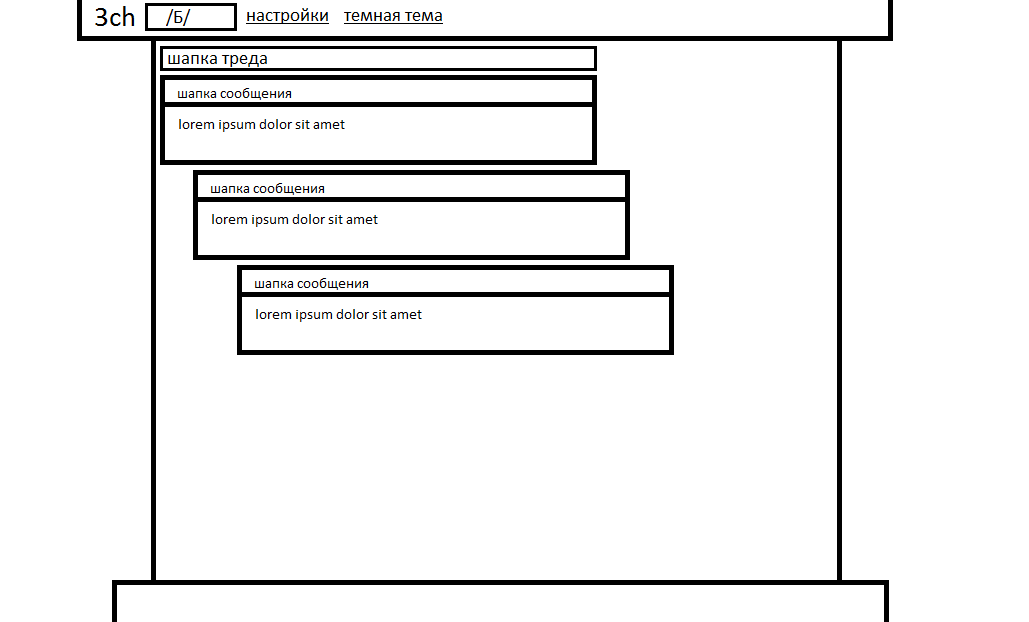 3ch /Б/ настройки темная тема
шапка треда
шапка сообщения
lorem ipsum dolor sit amet
шапка сообщения
lorem ipsum dolor sit amet
шапка сообщения
lorem ipsum dolor sit amet